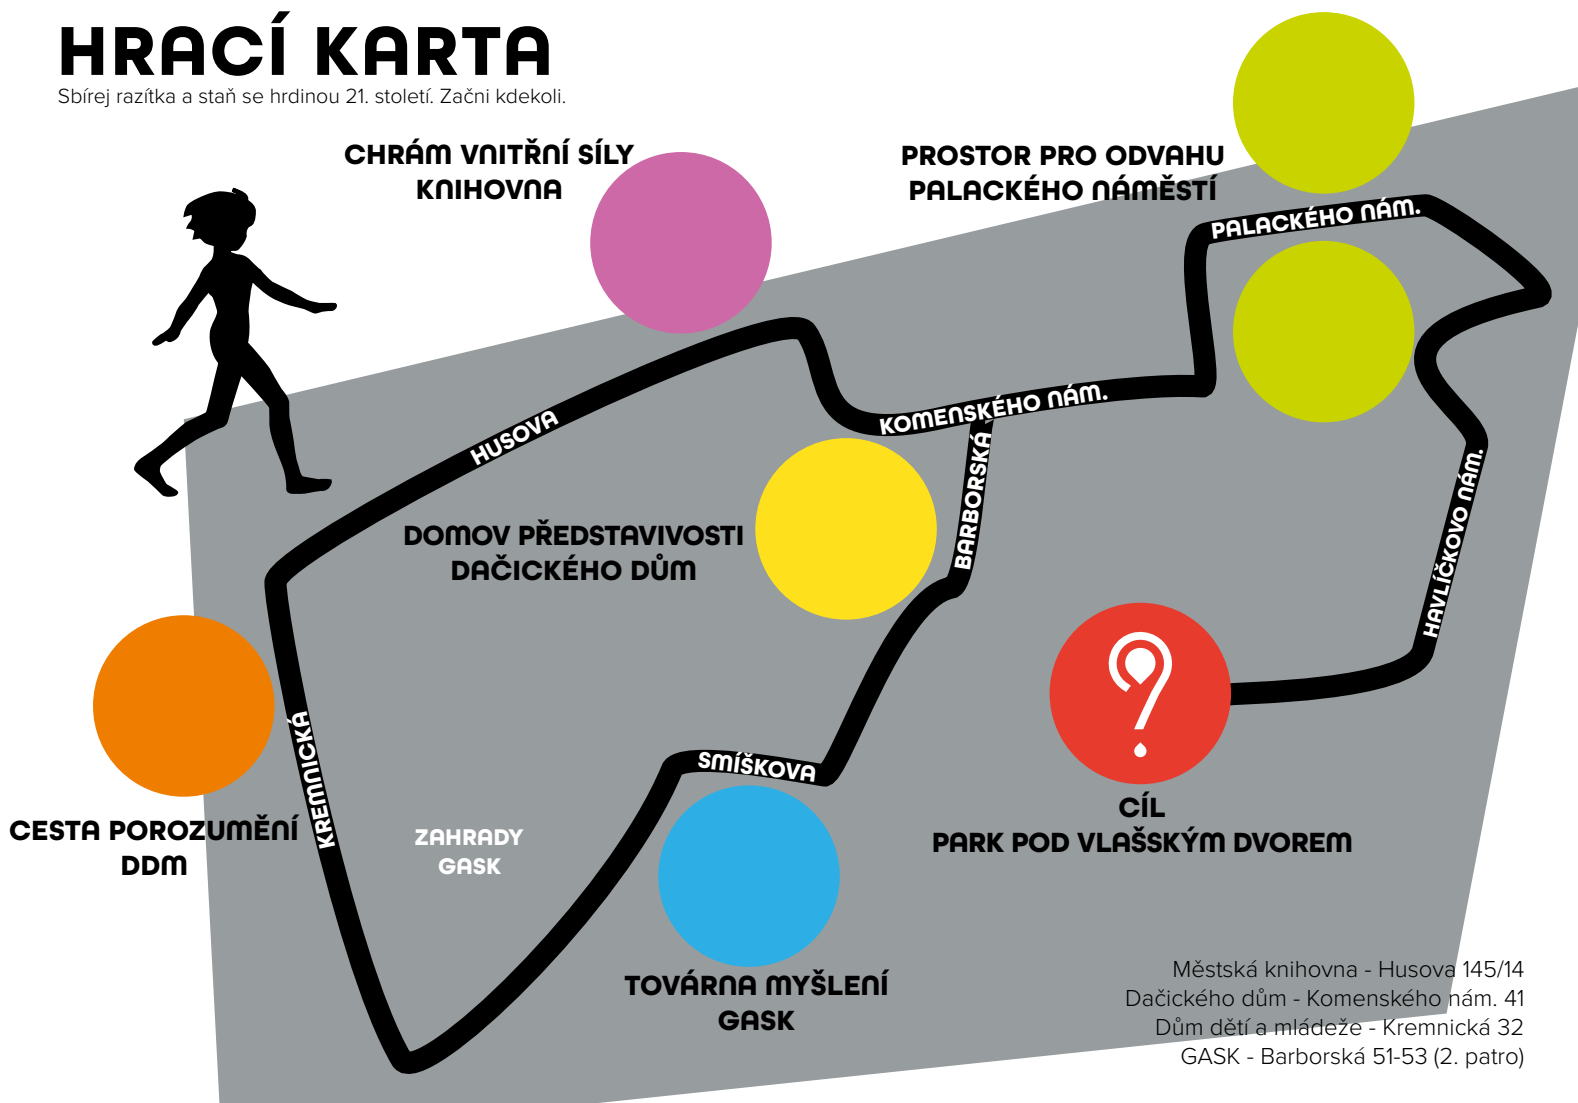 HRACÍ KARTA
Sbírej razítka a staň se hrdinou 21. století. Začni kdekoli.
CHRÁM VNITŘNÍ SÍLY
KNIHOVNA
PROSTOR PRO ODVAHU
PALACKÉHO NÁMĚSTÍ
PALACKÉHO NÁM.
HUSOVA
KOMENSKÉHO NÁM.
BARBORSKÁ
HAVLÍČKOVO NÁM.
DOMOV PŘEDSTAVIVOSTI
DAČICKÉHO DŮM
KREMNICKÁ
SMÍŠKOVA
CESTA POROZUMĚNÍ
DDM
ZAHRADY
GASK
CÍL
PARK POD VLAŠSKÝM DVOREM
TOVÁRNA MYŠLENÍ
GASK
Městská knihovna - Husova 145/14
Dačického dům - Komenského nám. 41
Dům dětí a mládeže - Kremnická 32
GASK - Barborská 51-53 (2. patro)